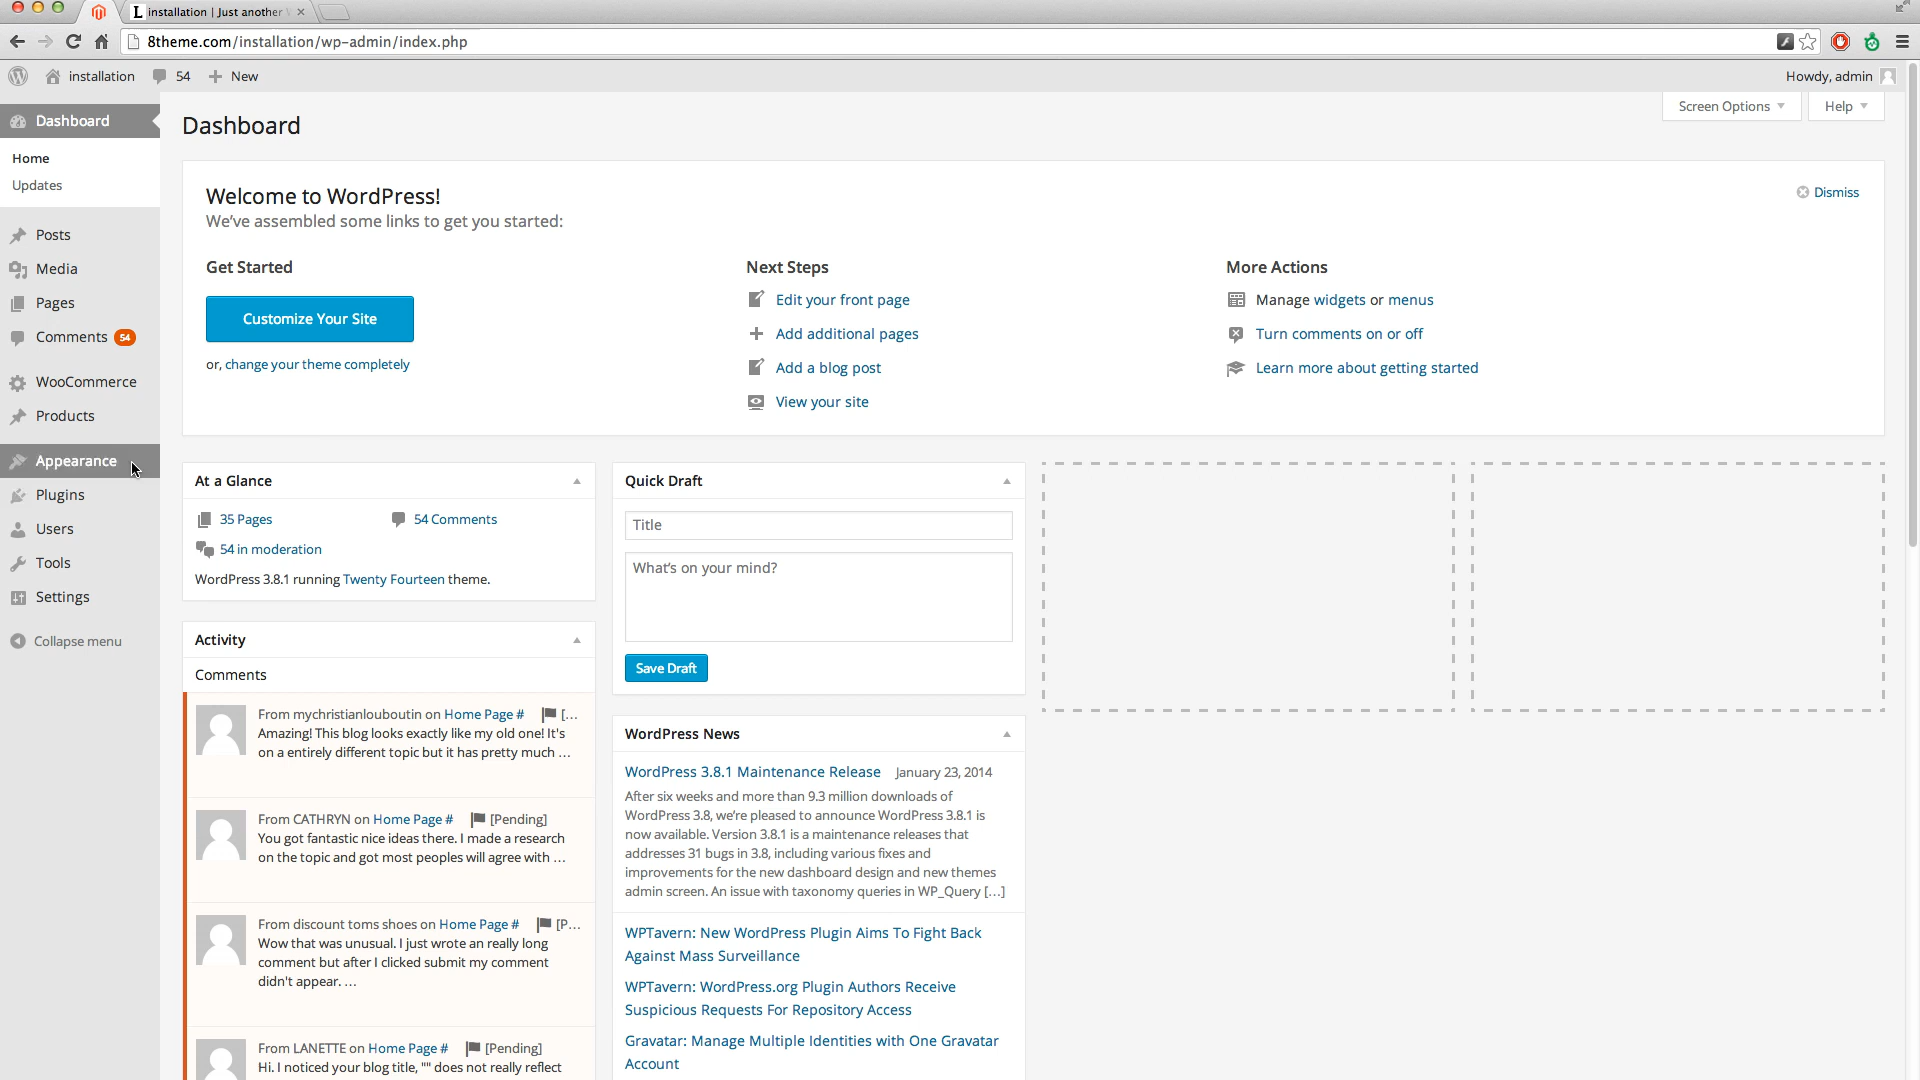 installation | Just another
8theme.com/installation/wp-admin/index.php
installation 54 New
Howdy, admin
Dashboard
Home
Updates
Posts
Media
Pages
Comments 54
WooCommerce
Products
Appearance
Plugins
Users
Tools
Settings
Collapse menu
Screen Options
Help
Dashboard
Welcome to WordPress!
We've assembled some links to get you started:
Dismiss
Get Started
Customize Your Site
or, change your theme completely
Next Steps
Edit your front page
Add additional pages
Add a blog post
View your site
More Actions
Manage widgets or menus
Turn comments on or off
Learn more about getting started
At a Glance
35 Pages
54 Comments
54 in moderation
WordPress 3.8.1 running Twenty Fourteen theme.
Activity
Comments
From mychristianlouboutin on Home Page # [...
Amazing! This blog looks exactly like my old one! It's
on a entirely different topic but it has pretty much ...
From CATHRYN on Home Page # [Pending]
You got fantastic nice ideas there. I made a research
on the topic and got most peoples will agree with ...
From discount toms shoes on Home Page # [P...
Wow that was unusual. I just wrote an really long
comment but after I clicked submit my comment
didn't appear. ...
From LANETTE on Home Page # [Pending]
Hi. I noticed your blog title, "" does not really reflect
Quick Draft
Title
What's on your mind?
Save Draft
WordPress News
WordPress 3.8.1 Maintenance Release January 23, 2014
After six weeks and more than 9.3 million downloads of
WordPress 3.8, we're pleased to announce WordPress 3.8.1 is
now available. Version 3.8.1 is a maintenance releases that
addresses 31 bugs in 3.8, including various fixes and
improvements for the new dashboard design and new themes
admin screen. An issue with taxonomy queries in WP_Query [...]
WPTavern: New WordPress Plugin Aims To Fight Back
Against Mass Surveillance
WPTavern: WordPress.org Plugin Authors Receive
Suspicious Requests For Repository Access
Gravatar: Manage Multiple Identities with One Gravatar
Account